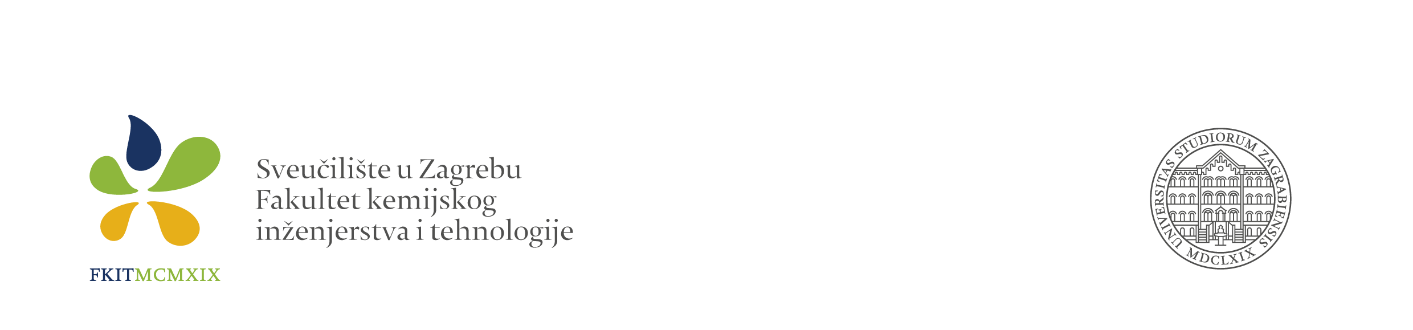 Sveučilište u Zagrebu
Fakultet kemijskog
inženjerstva i tehnologije
FKITMCMXIX
UNIVERSITAS STUDIORUM ZAGRABIENSIS
MDCLXIX